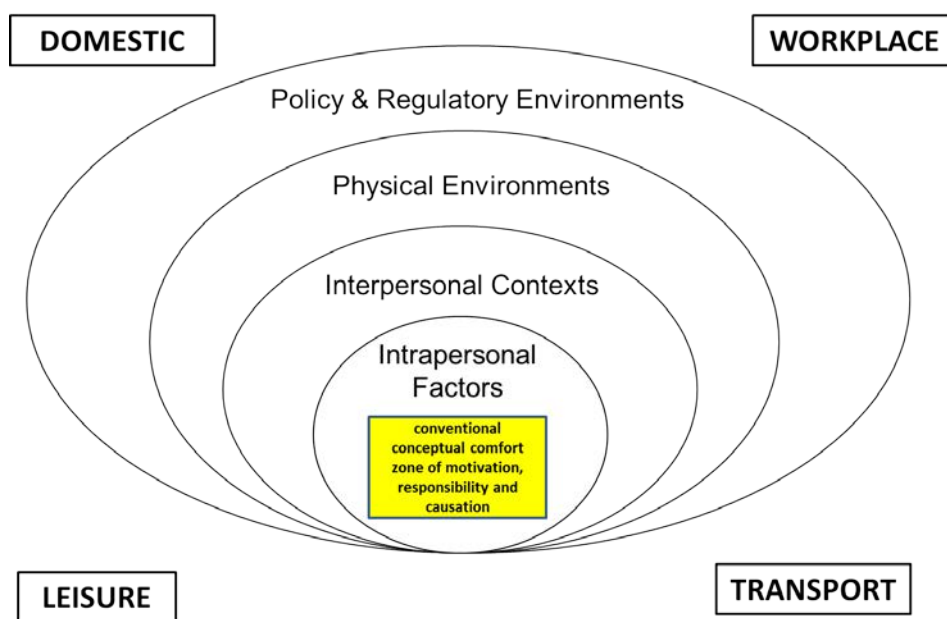 DOMESTIC
WORKPLACE
Policy & Regulatory Environments
Physical Environments
Interpersonal Contexts
Intrapersonal
Factors
conventional
conceptual comfort
zone of motivation,
responsibility and
causation
LEISURE
TRANSPORT